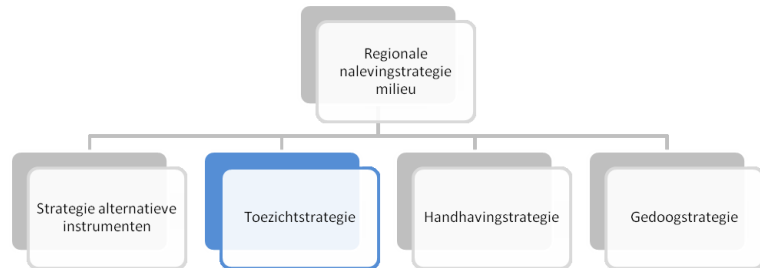 Regionale
nalevingstrategie
milieu
Strategie alternatieve
instrumenten
Toezichtstrategie
Handhavingstrategie
Gedoogstrategie